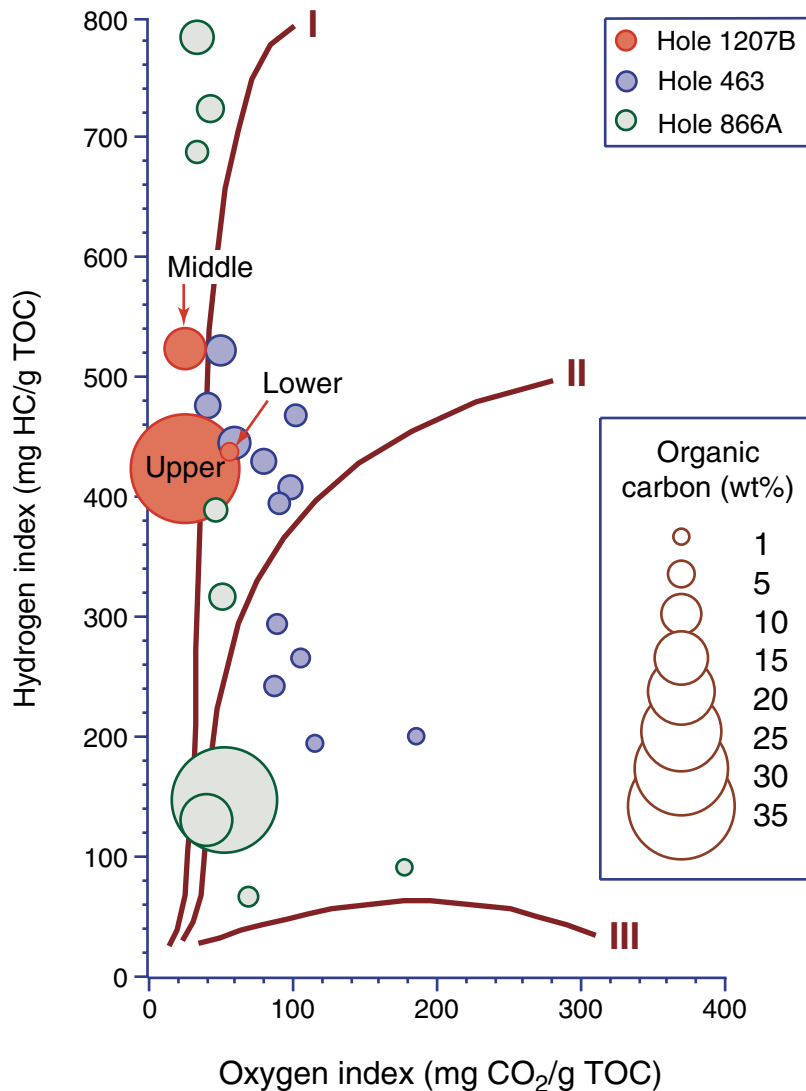 800
700
600
500
400
300
200
100
0
0
100
200
300
400
Hydrogen index (mg HC/g TOC)
Oxygen index (mg CO₂/g TOC)
I
II
III
Middle
Lower
Upper
Hole 1207B
Hole 463
Hole 866A
Organic
carbon (wt%)
1
5
10
15
20
25
30
35